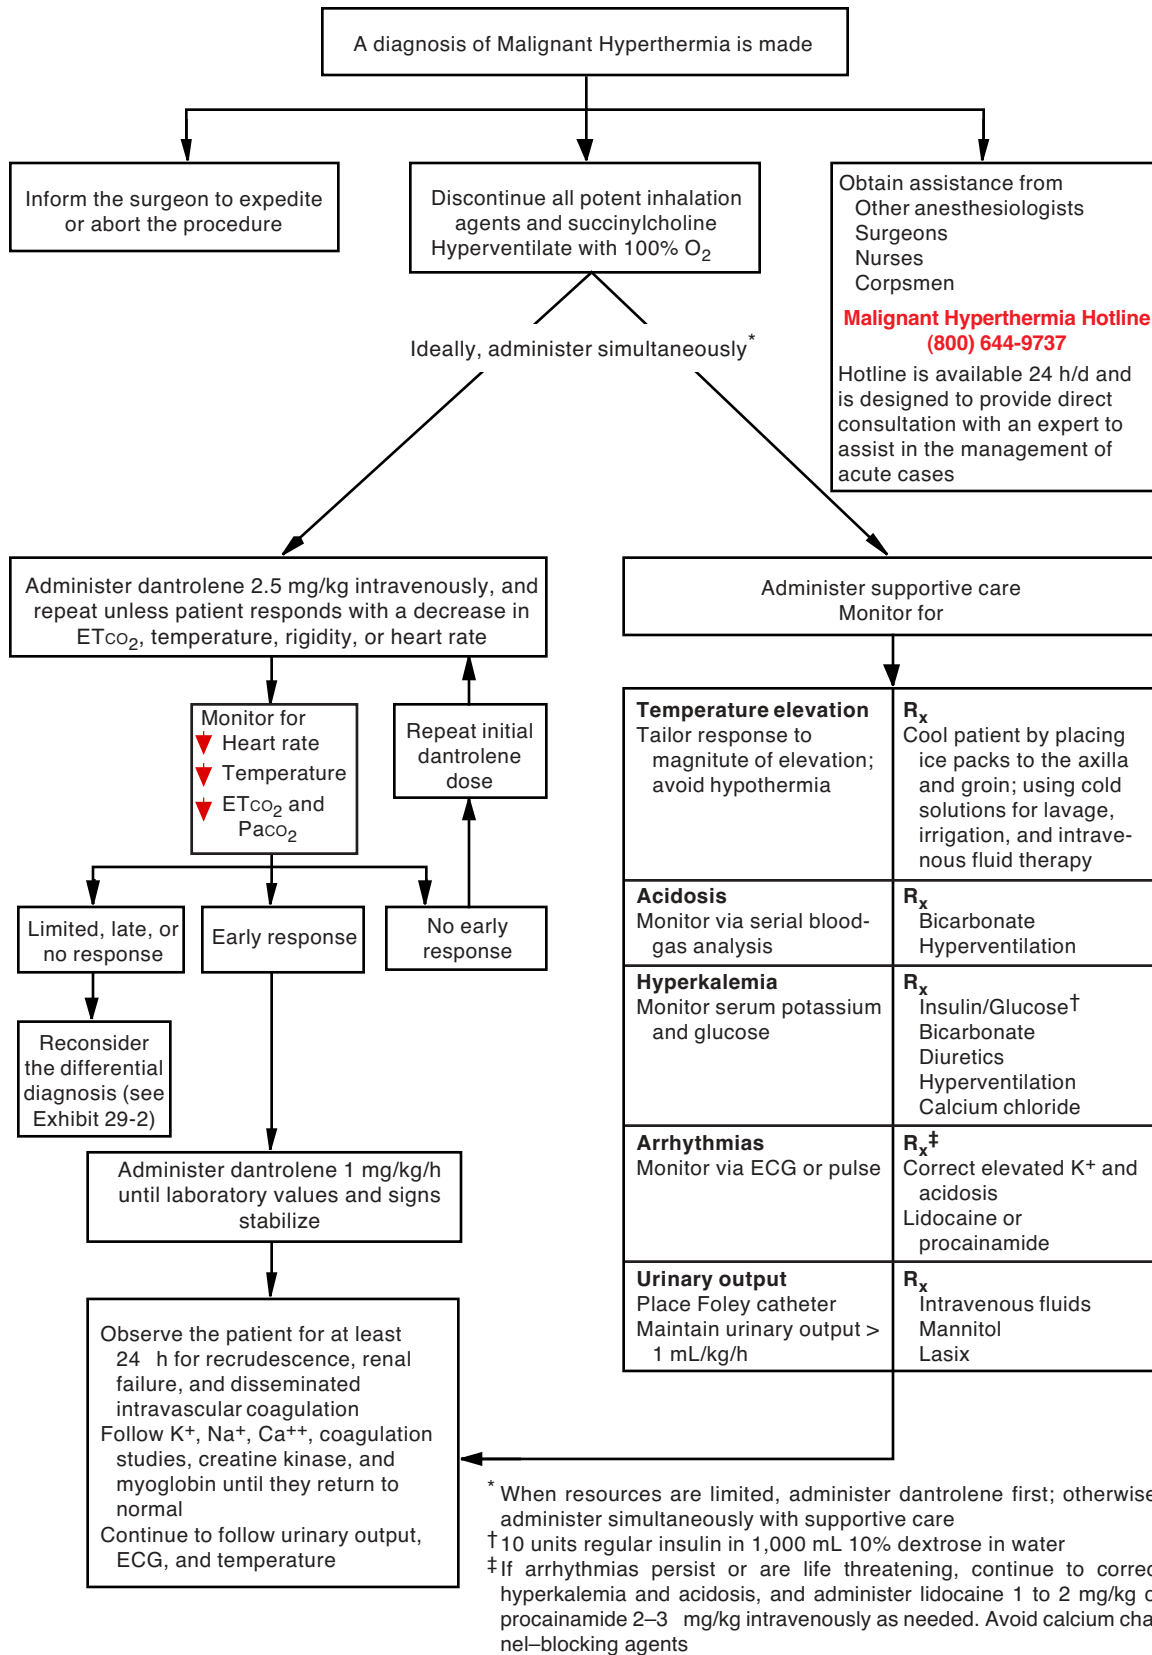 A diagnosis of Malignant Hyperthermia is made
Inform the surgeon to expedite
or abort the procedure
Discontinue all potent inhalation
agents and succinylcholine
Hyperventilate with 100% O2
Obtain assistance from
Other anesthesiologists
Surgeons
Nurses
Corpsmen
Malignant Hyperthermia Hotline
(800) 644-9737
Hotline is available 24 h/d and
is designed to provide direct
consultation with an expert to
assist in the management of
acute cases
Ideally, administer simultaneously*
Administer dantrolene 2.5 mg/kg intravenously, and
repeat unless patient responds with a decrease in
ETCO2, temperature, rigidity, or heart rate
Monitor for
Heart rate
Temperature
ETCO2 and
PaCO2
Repeat initial
dantrolene
dose
Limited, late, or
no response
Early response
No early
response
Reconsider
the differential
diagnosis (see
Exhibit 29-2)
Administer dantrolene 1 mg/kg/h
until laboratory values and signs
stabilize
Observe the patient for at least
24 h for recrudescence, renal
failure, and disseminated
intravascular coagulation
Follow K+, Na+, Ca++, coagulation
studies, creatine kinase, and
myoglobin until they return to
normal
Continue to follow urinary output,
ECG, and temperature
Administer supportive care
Monitor for
Temperature elevation
Tailor response to
magnitude of elevation;
avoid hypothermia
Rx
Cool patient by placing
ice packs to the axilla
and groin; using cold
solutions for lavage,
irrigation, and intrave-
nous fluid therapy
Acidosis
Monitor via serial blood-
gas analysis
Rx
Bicarbonate
Hyperventilation
Hyperkalemia
Monitor serum potassium
and glucose
Rx
Insulin/Glucose†
Bicarbonate
Diuretics
Hyperventilation
Calcium chloride
Arrhythmias
Monitor via ECG or pulse
Rx‡
Correct elevated K+ and
acidosis
Lidocaine or
procainamide
Urinary output
Place Foley catheter
Maintain urinary output >
1 mL/kg/h
Rx
Intravenous fluids
Mannitol
Lasix
* When resources are limited, administer dantrolene first; otherwise
administer simultaneously with supportive care
† 10 units regular insulin in 1,000 mL 10% dextrose in water
‡ If arrhythmias persist or are life threatening, continue to correc
hyperkalemia and acidosis, and administer lidocaine 1 to 2 mg/kg o
procainamide 2–3 mg/kg intravenously as needed. Avoid calcium cha
nel–blocking agents